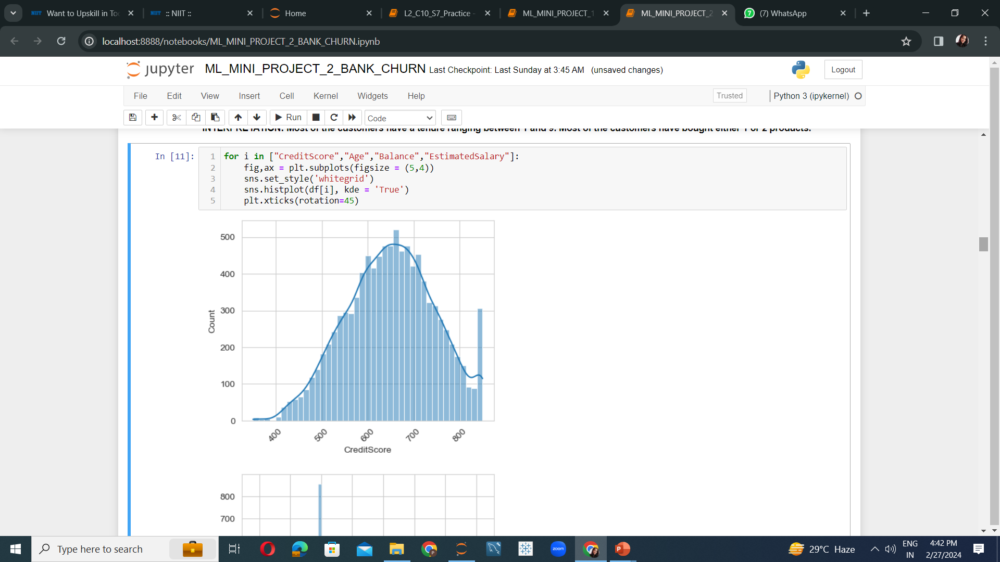 Want to Upskill in Too
NIIT :: NIIT ::
Home
L2_C10_S7_Practice -
ML_MINI_PROJECT_1
ML_MINI_PROJECT_2
(7) WhatsApp
localhost:8888/notebooks/ML_MINI_PROJECT_2_BANK_CHURN.ipynb
jupyter ML_MINI_PROJECT_2_BANK_CHURN Last Checkpoint: Last Sunday at 3:45 AM (unsaved changes)
Logout
File Edit View Insert Cell Kernel Widgets Help
Trusted Python 3 (ipykernel)
Run Code
INTERPRETATION: Most of the customers have a tenure ranging between 1 and 9. Most of the customers have bought either 1 or 2 products.
In [11]:
1 for i in ["CreditScore","Age","Balance","EstimatedSalary"]:
2 fig,ax = plt.subplots(figsize = (5,4))
3 sns.set_style('whitegrid')
4 sns.histplot(df[i], kde = 'True')
5 plt.xticks(rotation=45)
500
400
300
200
100
0
Count
400 500 600 700 800
CreditScore
800
700
Type here to search
zoom
29°C Haze
ENG
IN
4:42 PM
2/27/2024